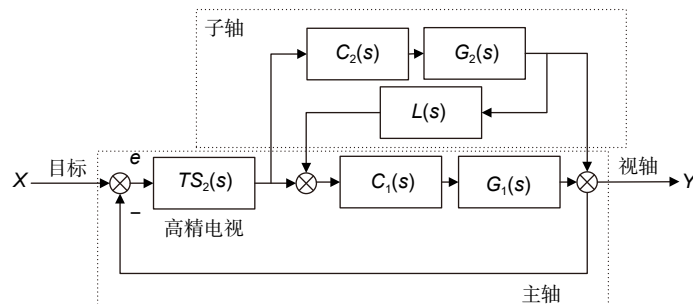 子轴
C₂(s)
G₂(s)
L(s)
X
目标
e
TS₂(s)
C₁(s)
G₁(s)
视轴
Y
−
高精电视
主轴